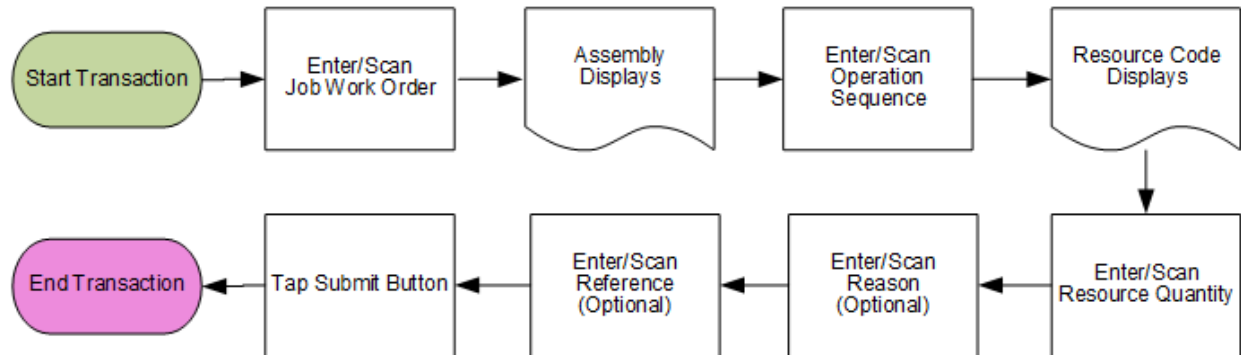 Start Transaction
Enter/Scan
Job Work Order
Assembly
Displays
Enter/Scan
Operation
Sequence
Resource Code
Displays
Enter/Scan
Resource Quantity
Enter/Scan
Reason
(Optional)
Enter/Scan
Reference
(Optional)
Tap Submit Button
End Transaction